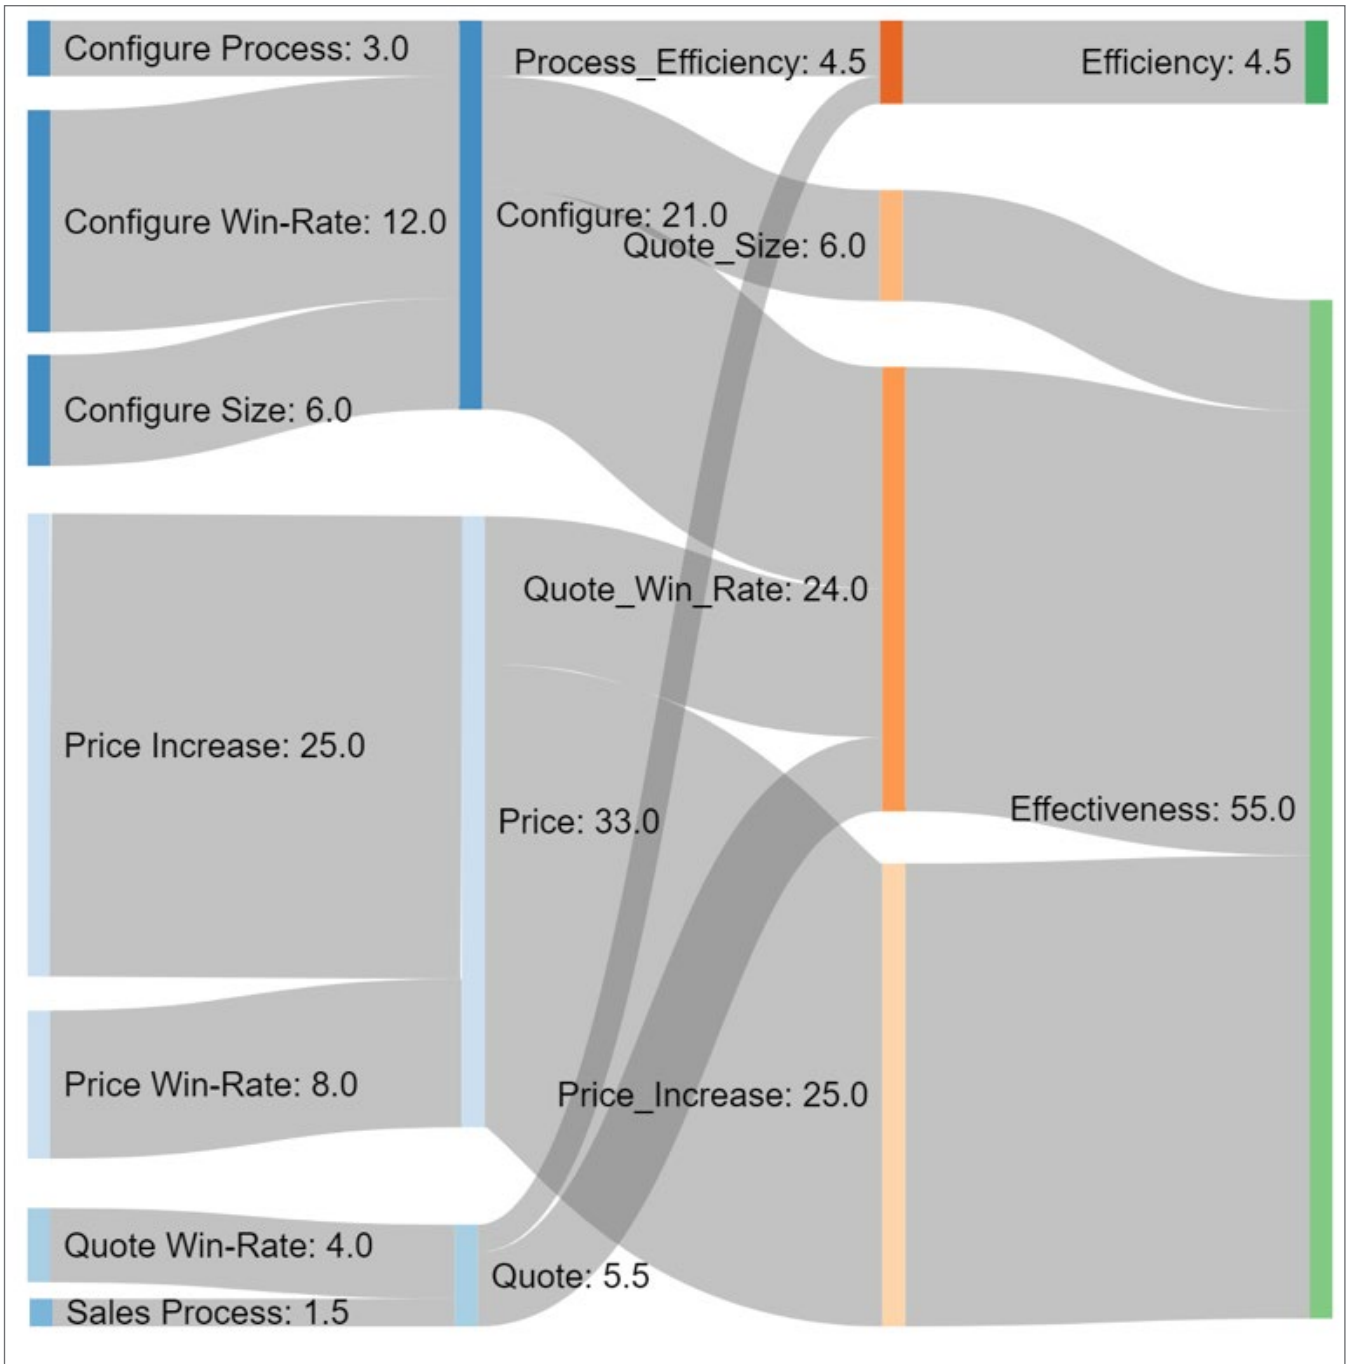 Configure Process: 3.0
Process_Efficiency: 4.5
Efficiency: 4.5
Configure Win-Rate: 12.0
Configure: 21.0
Quote_Size: 6.0
Configure Size: 6.0
Quote_Win_Rate: 24.0
Price Increase: 25.0
Price: 33.0
Effectiveness: 55.0
Price Win-Rate: 8.0
Price_Increase: 25.0
Quote Win-Rate: 4.0
Quote: 5.5
Sales Process: 1.5